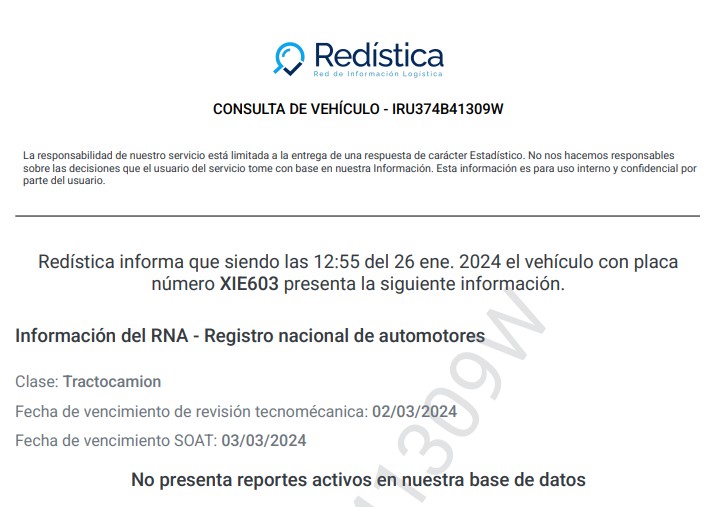 Redística
Red de Información Logística
CONSULTA DE VEHÍCULO - IRU374B41309W
La responsabilidad de nuestro servicio está limitada a la entrega de una respuesta de carácter Estadístico. No nos hacemos responsables
sobre las decisiones que el usuario del servicio tome con base en nuestra Información. Esta información es para uso interno y confidencial por
parte del usuario.
Redística informa que siendo las 12:55 del 26 ene. 2024 el vehículo con placa
número XIE603 presenta la siguiente información.
Información del RNA - Registro nacional de automotores
Clase: Tractocamion
Fecha de vencimiento de revisión tecnomécanica: 02/03/2024
Fecha de vencimiento SOAT: 03/03/2024
41309W
No presenta reportes activos en nuestra base de datos